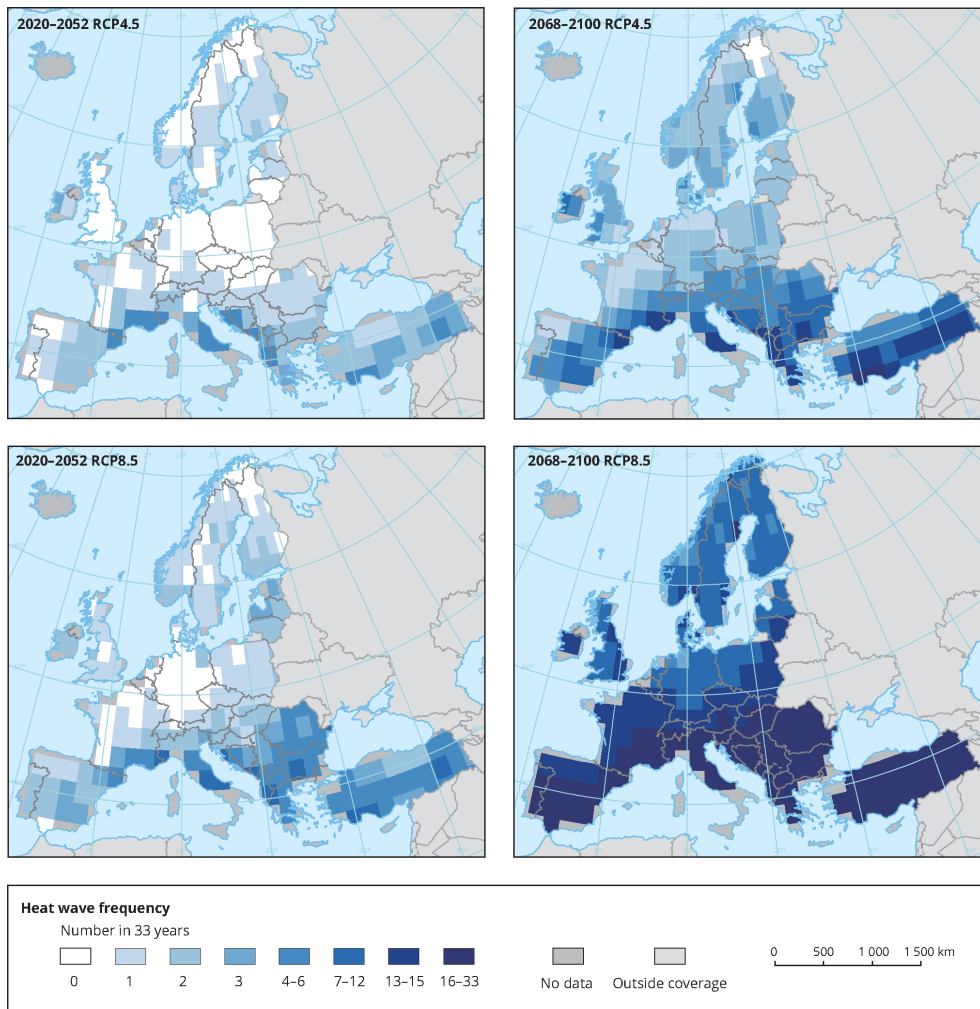 2020–2052 RCP4.5
2068–2100 RCP4.5
2020–2052 RCP8.5
2068–2100 RCP8.5
Heat wave frequency
Number in 33 years
0 1 2 3 4–6 7–12 13–15 16–33
No data
Outside coverage
0 500 1 000 1 500 km